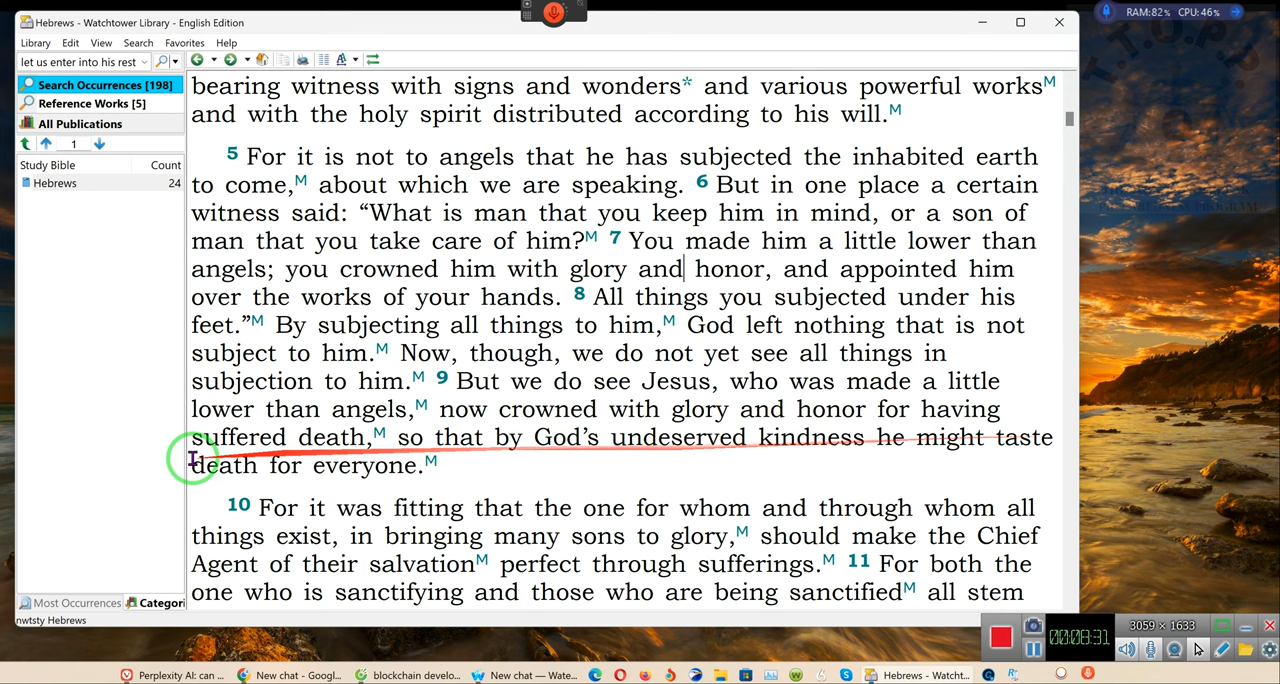 RAM:82% CPU:46%
Hebrews - Watchtower Library - English Edition
Library Edit View Search Favorites Help
let us enter into his rest
Search Occurrences [198]
Reference Works [5]
All Publications
1
Study Bible Count
Hebrews 24
bearing witness with signs and wonders* and various powerful worksM
and with the holy spirit distributed according to his will.M
5 For it is not to angels that he has subjected the inhabited earth
to come,M about which we are speaking. 6 But in one place a certain
witness said: “What is man that you keep him in mind, or a son of
man that you take care of him?M 7 You made him a little lower than
angels; you crowned him with glory and honor, and appointed him
over the works of your hands. 8 All things you subjected under his
feet.”M By subjecting all things to him,M God left nothing that is not
subject to him.M Now, though, we do not yet see all things in
subjection to him.M 9 But we do see Jesus, who was made a little
lower than angels,M now crowned with glory and honor for having
suffered death,M so that by God’s undeserved kindness he might taste
death for everyone.M
10 For it was fitting that the one for whom and through whom all
things exist, in bringing many sons to glory,M should make the Chief
Agent of their salvationM perfect through sufferings.M 11 For both the
one who is sanctifying and those who are being sanctifiedM all stem
Most Occurrences Categori
nwtsty Hebrews
3059 × 1633
00:08:31
Perplexity AI: can ... New chat - Googl... blockchain develo... New chat — Wate... Hebrews - Watcht...